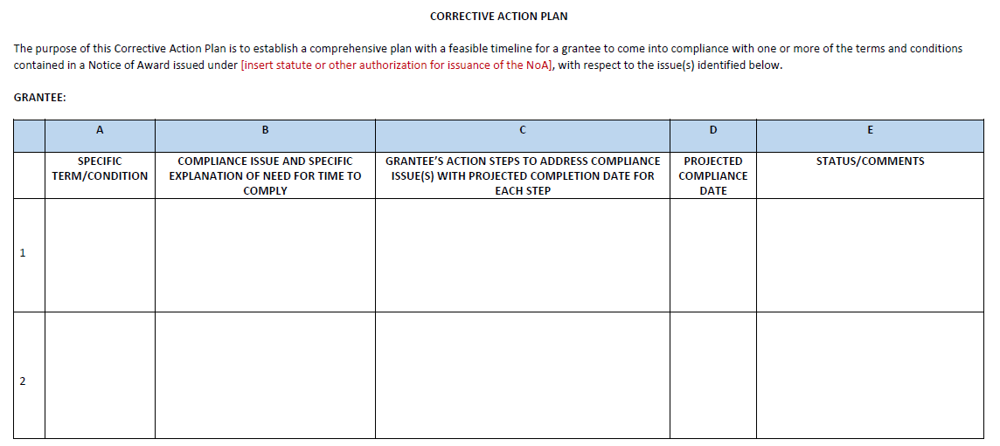 CORRECTIVE ACTION PLAN
The purpose of this Corrective Action Plan is to establish a comprehensive plan with a feasible timeline for a grantee to come into compliance with one or more of the terms and conditions
contained in a Notice of Award issued under [insert statute or other authorization for issuance of the NoA], with respect to the issue(s) identified below.
GRANTEE:
A
B
C
D
E
SPECIFIC
TERM/CONDITION
COMPLIANCE ISSUE AND SPECIFIC
EXPLANATION OF NEED FOR TIME TO
COMPLY
GRANTEE'S ACTION STEPS TO ADDRESS COMPLIANCE
ISSUE(S) WITH PROJECTED COMPLETION DATE FOR
EACH STEP
PROJECTED
COMPLIANCE
DATE
STATUS/COMMENTS
1
2